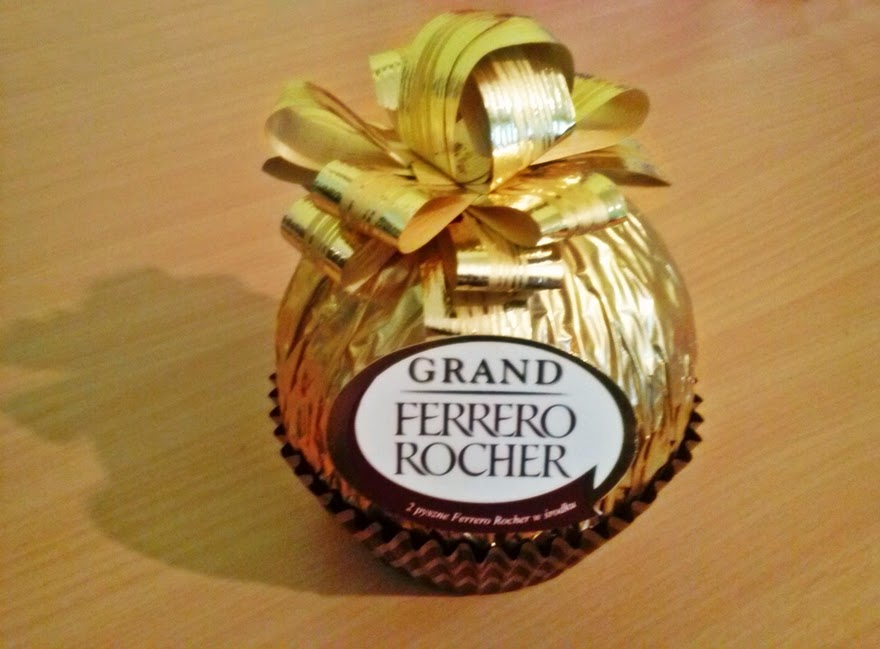 GRAND
FERRERO
ROCHER
2 pyszne Ferrero Rocher w środku